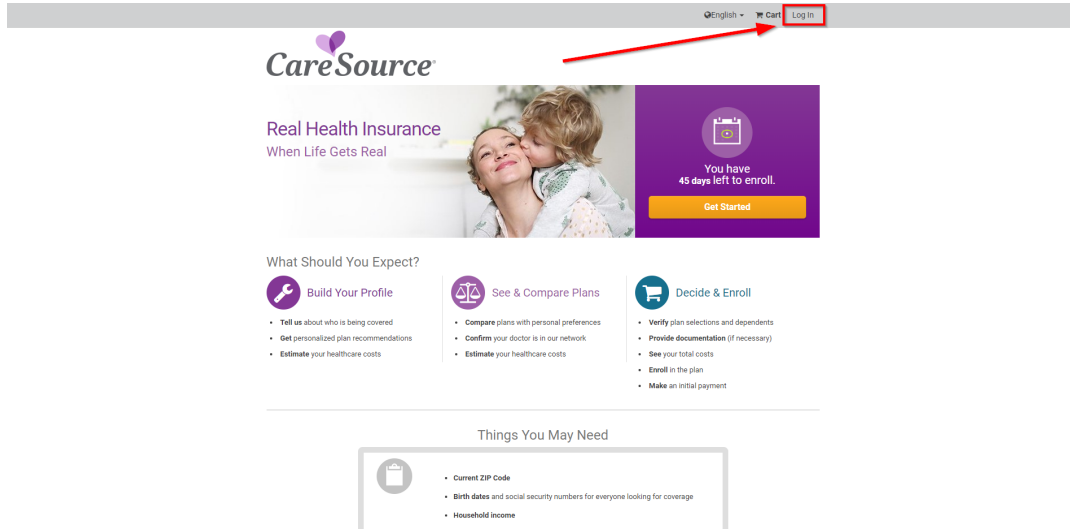 English
Cart
Log In
CareSource®
Real Health Insurance
When Life Gets Real
You have
45 days left to enroll.
Get Started
What Should You Expect?
Build Your Profile
Tell us about who is being covered
Get personalized plan recommendations
Estimate your healthcare costs
See & Compare Plans
Compare plans with personal preferences
Confirm your doctor is in our network
Estimate your healthcare costs
Decide & Enroll
Verify plan selections and dependents
Provide documentation (if necessary)
See your total costs
Enroll in the plan
Make an initial payment
Things You May Need
Current ZIP Code
Birth dates and social security numbers for everyone looking for coverage
Household income